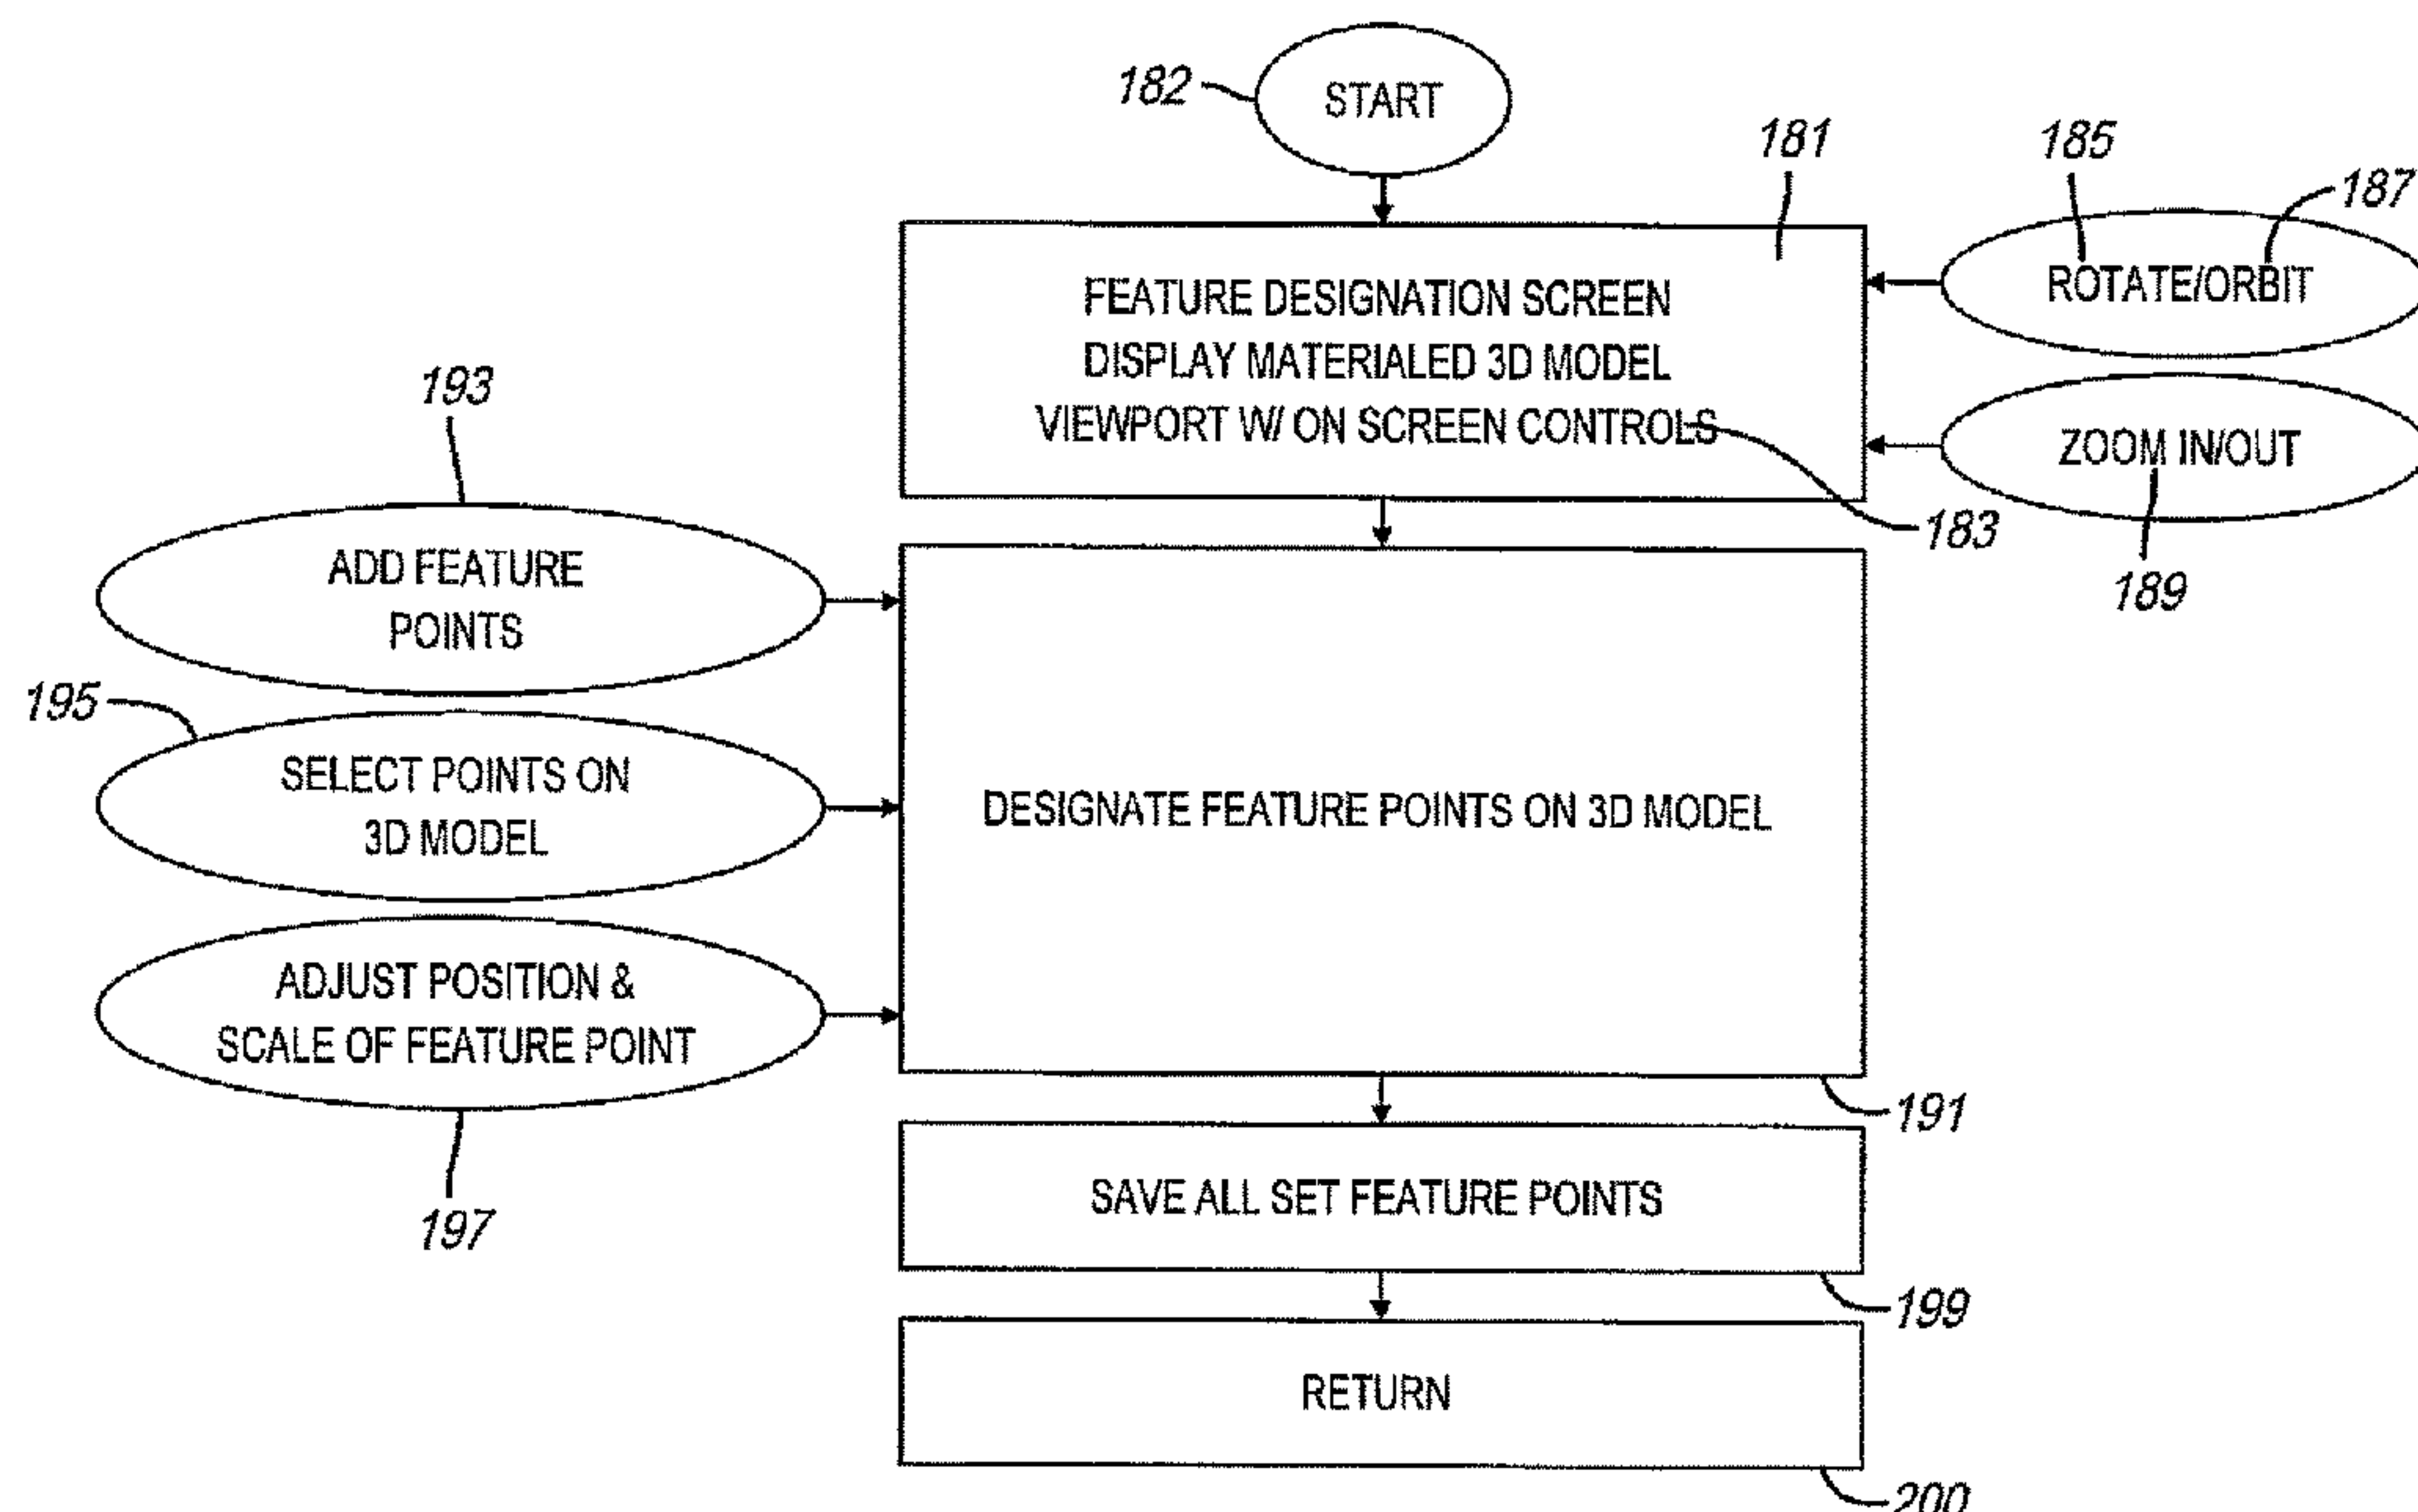 182
START
181
185
187
FEATURE DESIGNATION SCREEN
DISPLAY MATERIALED 3D MODEL
VIEWPORT W/ ON SCREEN CONTROLS
ROTATE/ORBIT
ZOOM IN/OUT
183
189
193
ADD FEATURE
POINTS
195
SELECT POINTS ON
3D MODEL
DESIGNATE FEATURE POINTS ON 3D MODEL
ADJUST POSITION &
SCALE OF FEATURE POINT
191
197
SAVE ALL SET FEATURE POINTS
199
RETURN
200